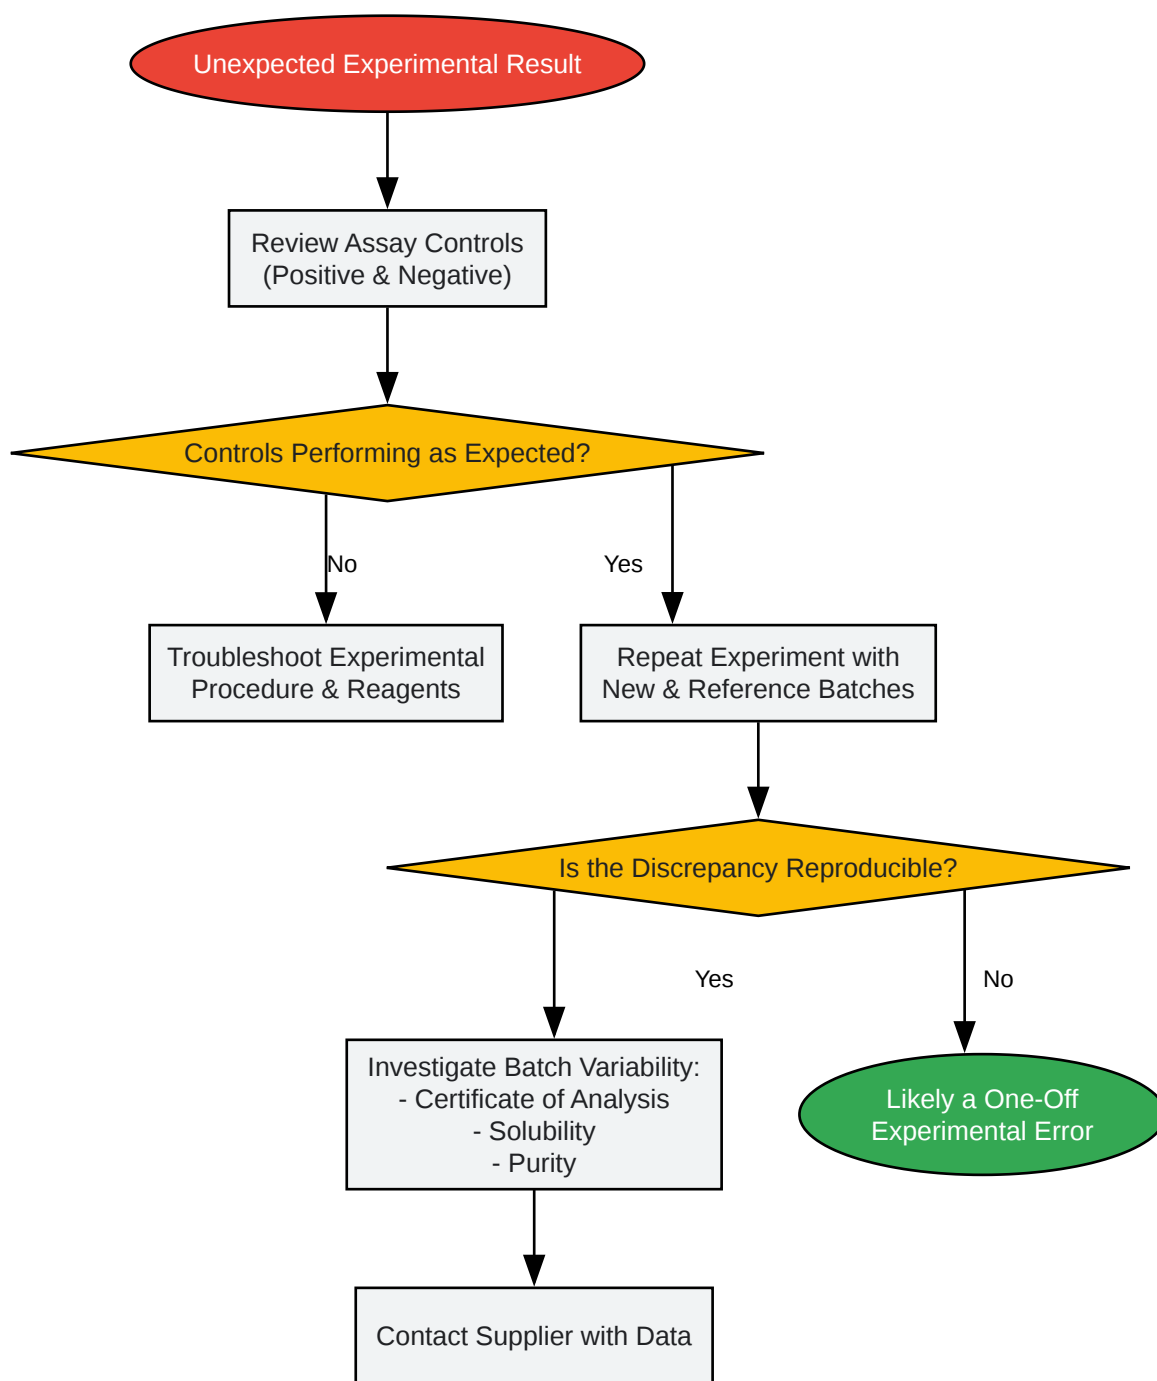 Unexpected Experimental Result
Review Assay Controls
(Positive & Negative)
Controls Performing as Expected?
No
Yes
Troubleshoot Experimental
Procedure & Reagents
Repeat Experiment with
New & Reference Batches
Is the Discrepancy Reproducible?
Yes
No
Investigate Batch Variability:
- Certificate of Analysis
- Solubility
- Purity
Likely a One-Off
Experimental Error
Contact Supplier with Data